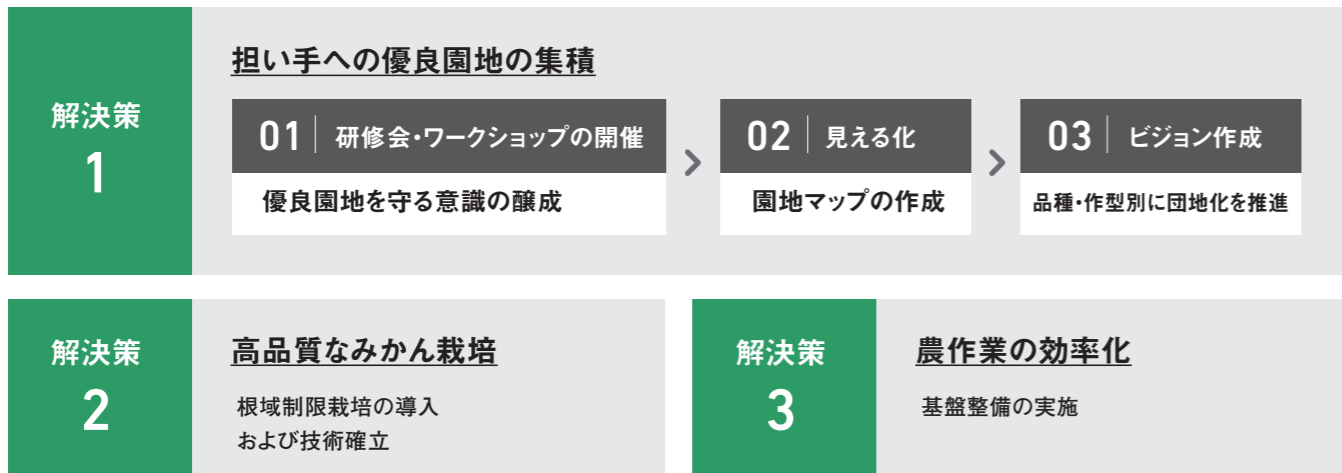 解決策
1
担い手への優良園地の集積
01 研修会・ワークショップの開催
優良園地を守る意識の醸成
02 見える化
園地マップの作成
03 ビジョン作成
品種・作型別に団地化を推進
解決策
2
高品質なみかん栽培
根域制限栽培の導入
および技術確立
解決策
3
農作業の効率化
基盤整備の実施